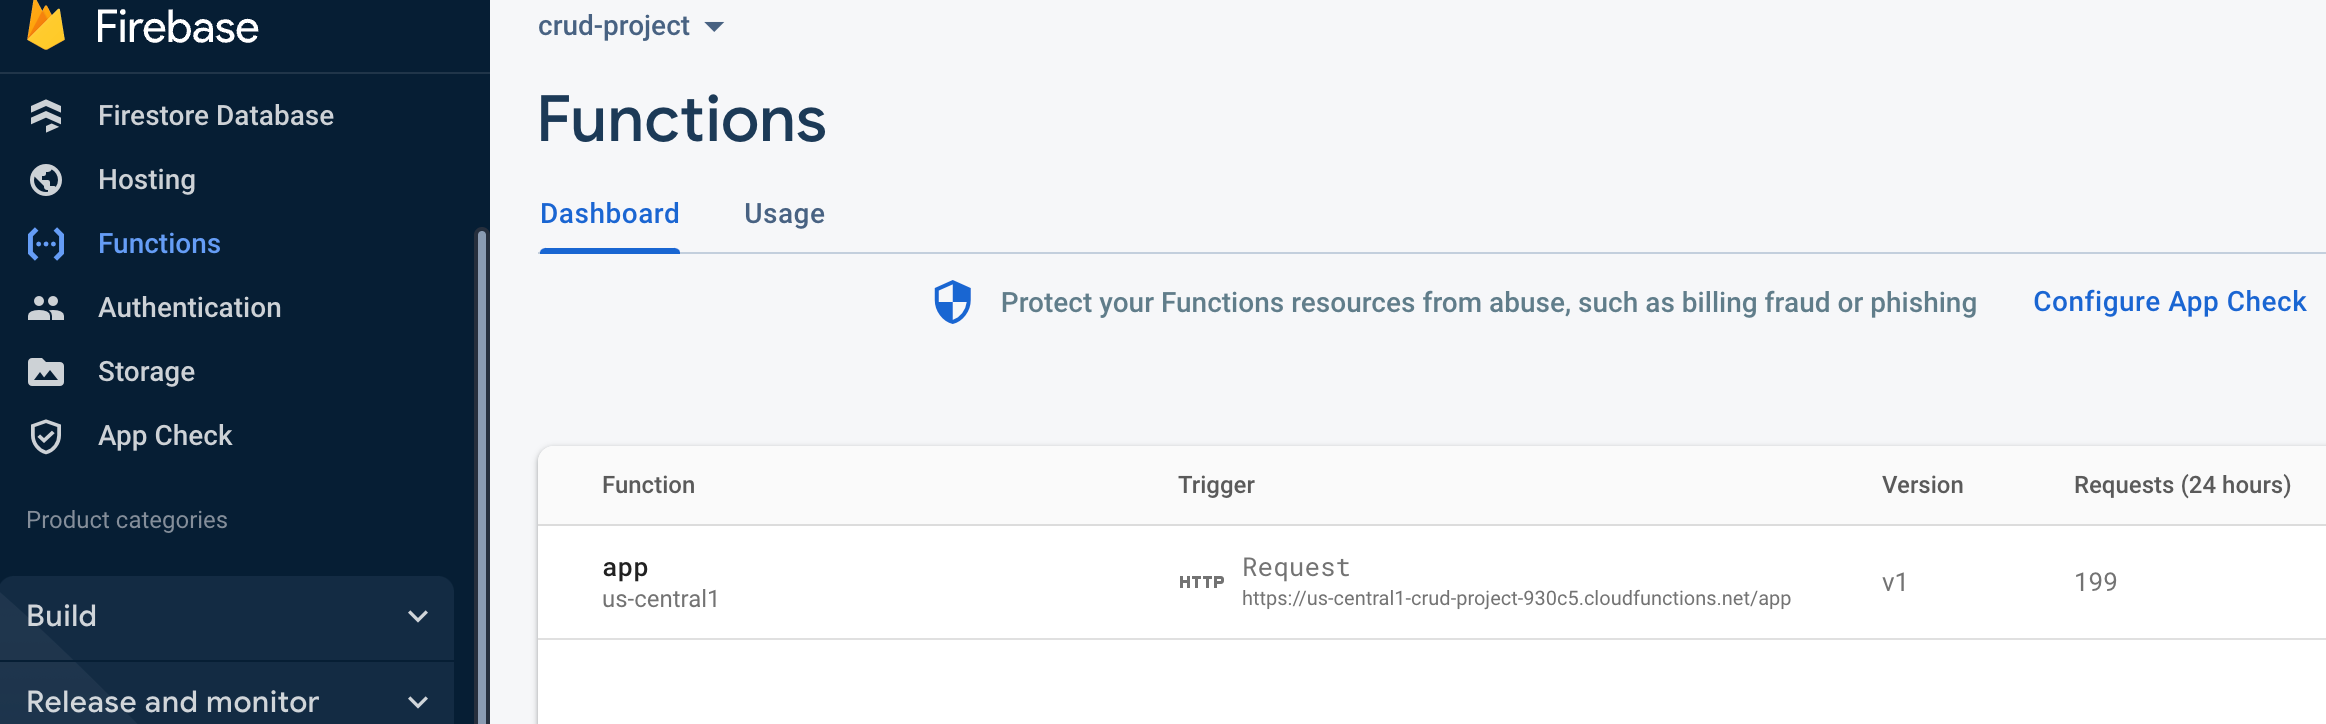 Firebase
Firestore Database
Hosting
Functions
Authentication
Storage
App Check
Product categories
Build
Release and monitor
crud-project
Functions
Dashboard Usage
Protect your Functions resources from abuse, such as billing fraud or phishing Configure App Check
Function Trigger Version Requests (24 hours)
app
us-central1
HTTP
Request
https://us-central1-crud-project-930c5.cloudfunctions.net/app
v1
199